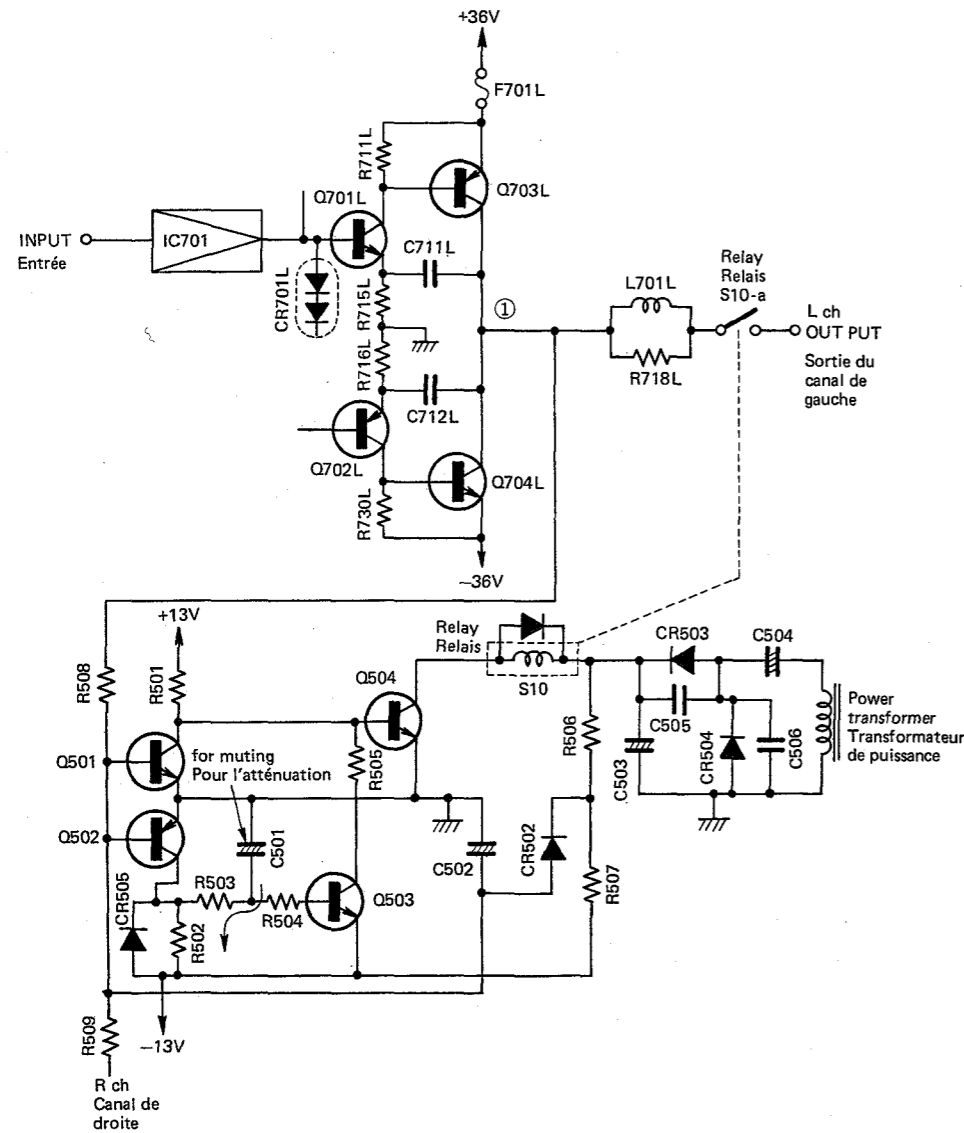 +36V
F701L
R711L
Q701L
Q703L
INPUT
Entrée
IC701
C711L
CR701L
R715L
①
L701L
Relay
Relais
S10-a
L ch
OUT PUT
R718L
Sortie du
canal de
gauche
R716L
C712L
Q702L
Q704L
R730L
−36V
+13V
Relay
Relais
CR503
C504
R508
R501
Q504
S10
Power
transformer
Transformateur
de puissance
C505
R506
Q501
for muting
Pour l'atténuation
R505
C503
CR504
C506
Q502
C501
C502
CR502
R507
CR505
R503
R504
Q503
R502
R509
−13V
R ch
Canal de
droite